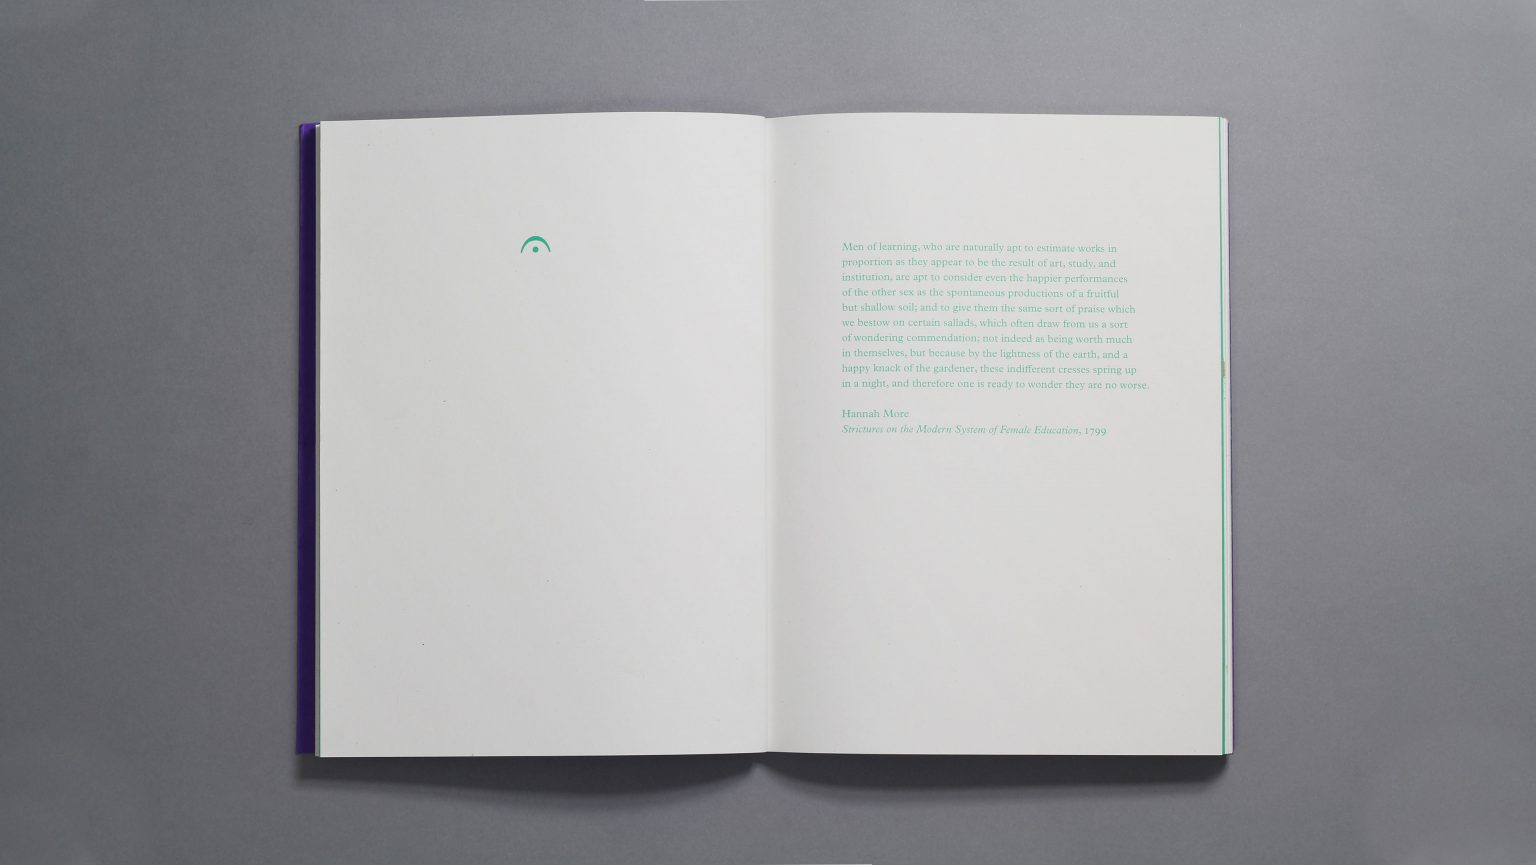 Men of learning, who are naturally apt to estimate works in
proportion as they appear to be the result of art, study, and
institution, are apt to consider even the happier performances
of the other sex as the spontaneous productions of a fruitful
but shallow soil; and to give them the same sort of praise which
we bestow on certain sallads, which often draw from us a sort
of wondering commendation; not indeed as being worth much
in themselves, but because by the lightness of the earth, and a
happy knack of the gardener, these indifferent cresses spring up
in a night, and therefore one is ready to wonder they are no worse.
Hannah More
Strictures on the Modern System of Female Education, 1799